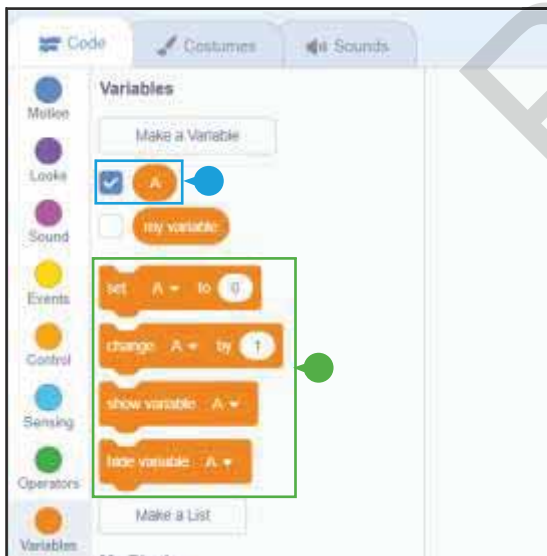 Code Costumes Sounds
Variables
Motion
Make a Variable
Looks
A
my variable
Sound
Events
set A to 0
Control
change A by 1
Sensing
show variable A
Operators
hide variable A
Make a List
Variables